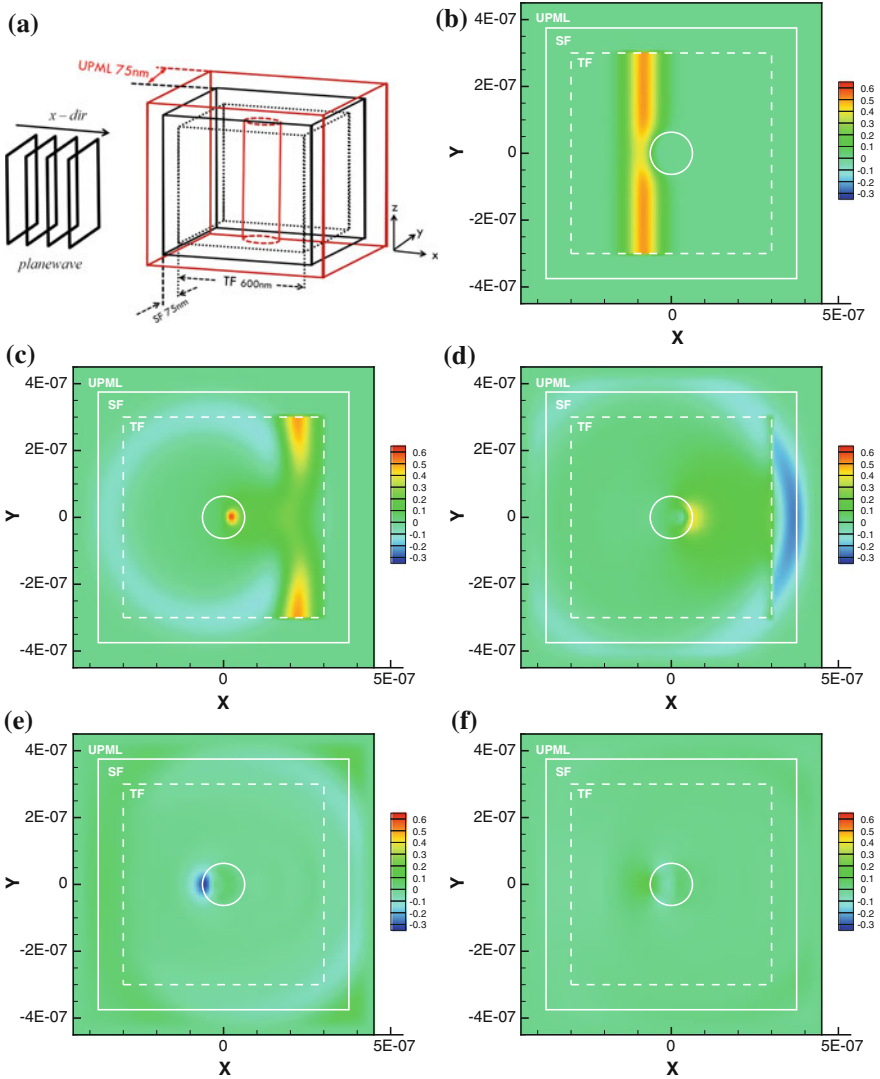 (a)
UPML 75nm
x – dir
planewave
z
y
x
TF 600nm
SF 75nm
(b)
4E-07
2E-07
0
-2E-07
-4E-07
Y
UPML
SF
TF
0
5E-07
X
0.6
0.5
0.4
0.3
0.2
0.1
0
-0.1
-0.2
-0.3
(c)
4E-07
2E-07
0
-2E-07
-4E-07
Y
UPML
SF
TF
0
5E-07
X
0.6
0.5
0.4
0.3
0.2
0.1
0
-0.1
-0.2
-0.3
(d)
4E-07
2E-07
0
-2E-07
-4E-07
Y
UPML
SF
TF
0
5E-07
X
0.6
0.5
0.4
0.3
0.2
0.1
0
-0.1
-0.2
-0.3
(e)
4E-07
2E-07
0
-2E-07
-4E-07
Y
UPML
SF
TF
0
5E-07
X
0.6
0.5
0.4
0.3
0.2
0.1
0
-0.1
-0.2
-0.3
(f)
4E-07
2E-07
0
-2E-07
-4E-07
Y
UPML
SF
TF
0
5E-07
X
0.6
0.5
0.4
0.3
0.2
0.1
0
-0.1
-0.2
-0.3